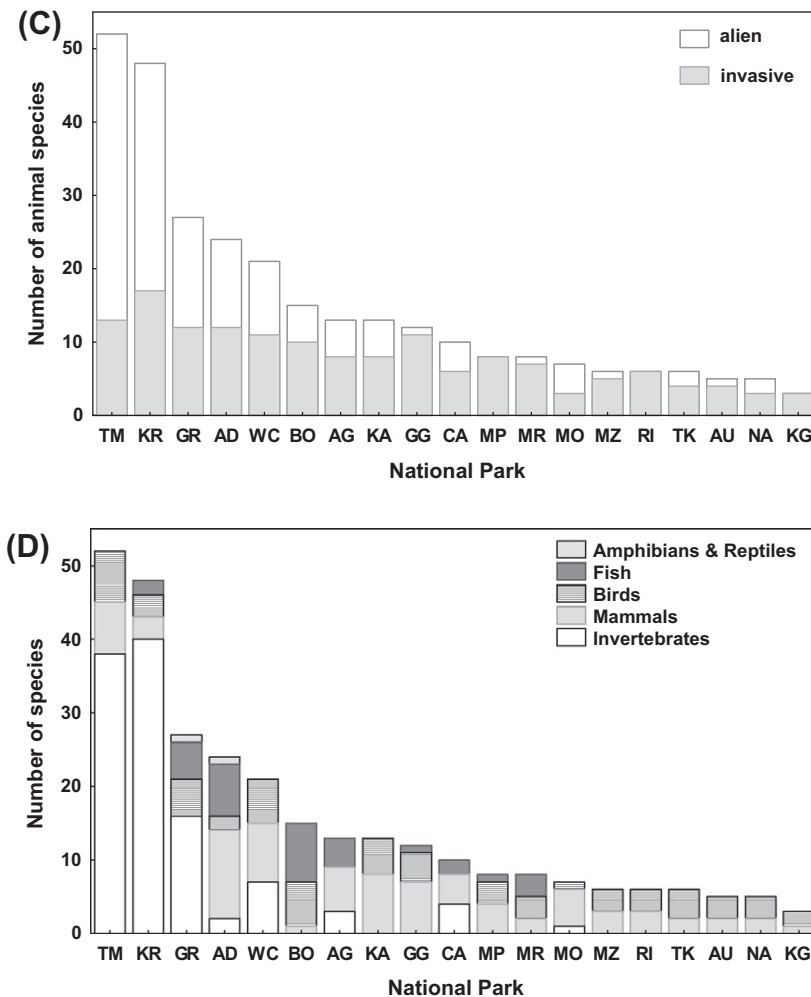 (C)
alien
invasive
Number of animal species
50
40
30
20
10
0
TM KR GR AD WC BO AG KA GG CA MP MR MO MZ RI TK AU NA KG
National Park
(D)
Amphibians & Reptiles
Fish
Birds
Mammals
Invertebrates
Number of species
50
40
30
20
10
0
TM KR GR AD WC BO AG KA GG CA MP MR MO MZ RI TK AU NA KG
National Park